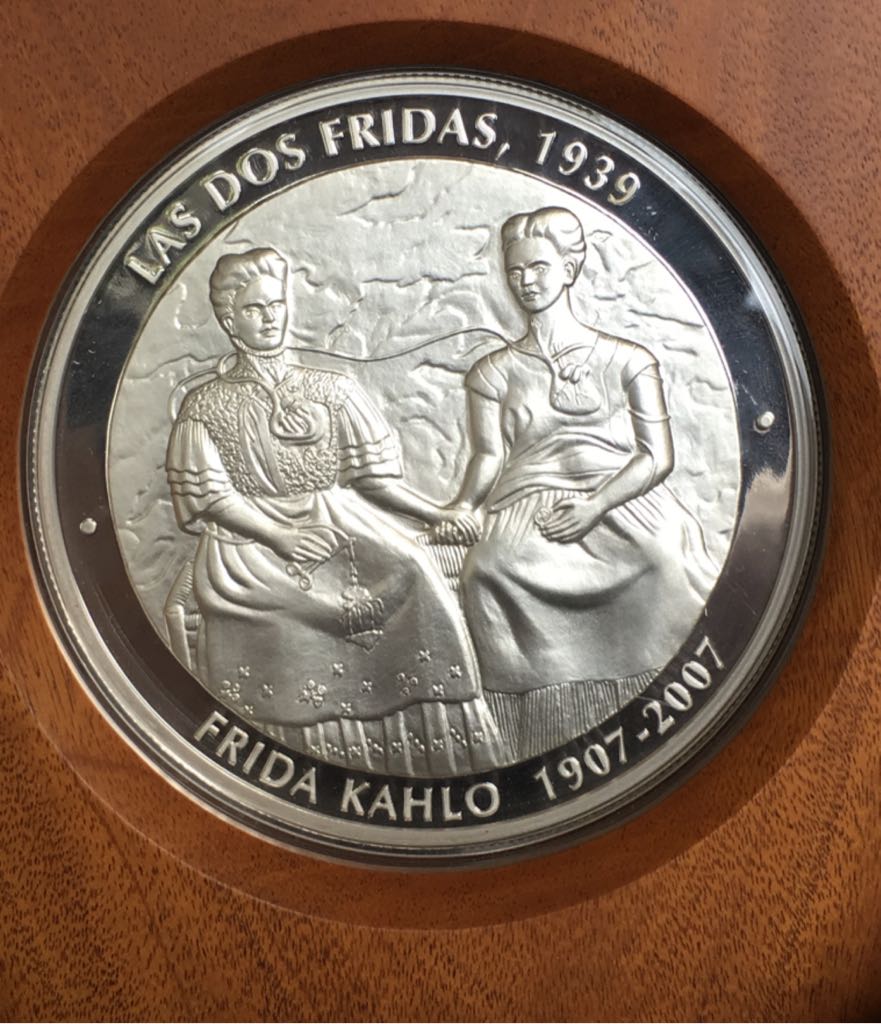 LAS DOS FRIDAS, 1939
FRIDA KAHLO 1907-2007